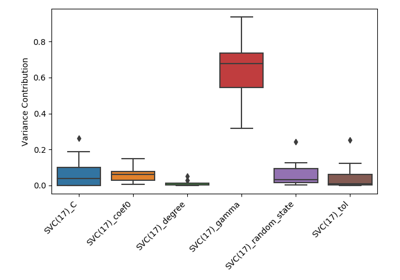 Variance Contribution
0.8
0.6
0.4
0.2
0.0
SVC(17)_C
SVC(17)_coef0
SVC(17)_degree
SVC(17)_gamma
SVC(17)_random_state
SVC(17)_tol